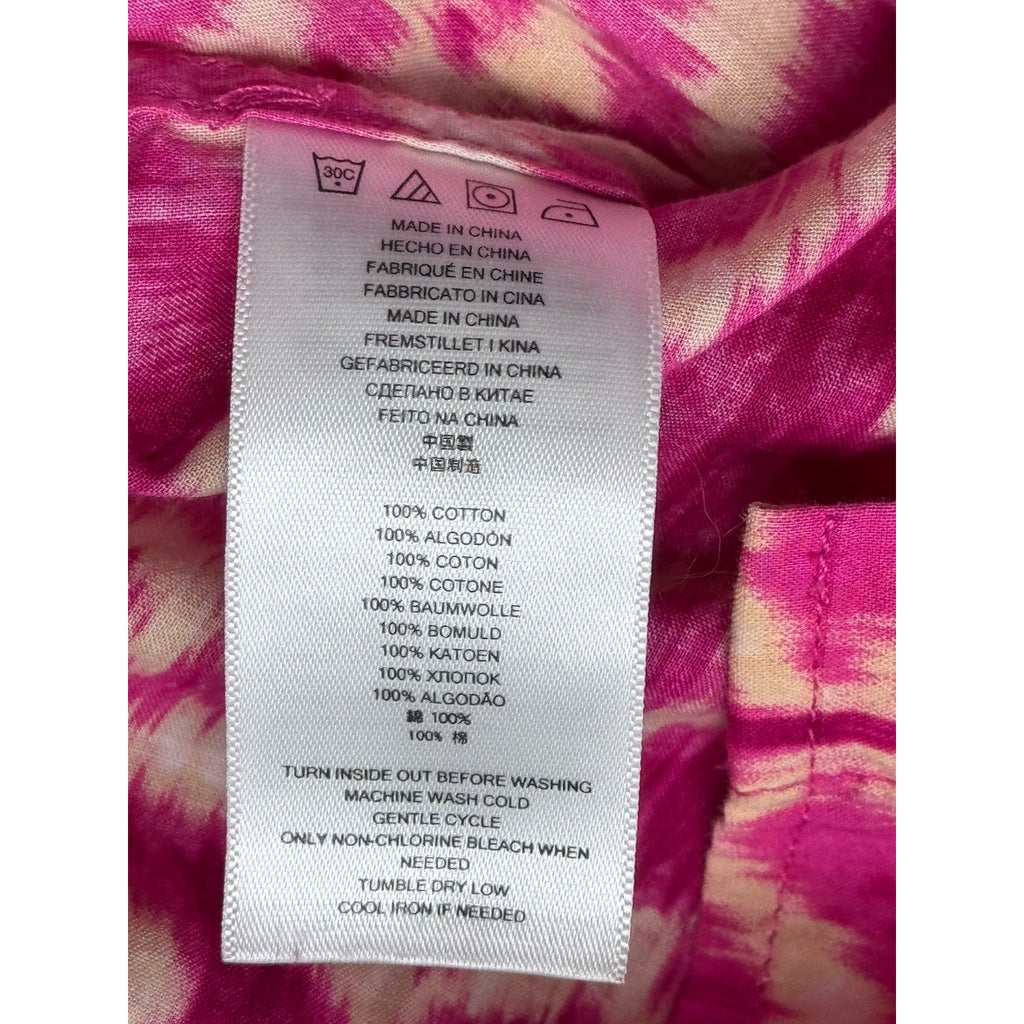 30C
MADE IN CHINA
HECHO EN CHINA
FABRIQUÉ EN CHINE
FABBRICATO IN CINA
MADE IN CHINA
FREMSTILLET I KINA
GEFABRICEERD IN CHINA
СДЕЛАНО В КИТАЕ
FEITO NA CHINA
中国製
中国制造
100% COTTON
100% ALGODÓN
100% COTON
100% COTONE
100% BAUMWOLLE
100% BOMULD
100% KATOEN
100% ХЛОПОК
100% ALGODÃO
綿 100%
100% 棉
TURN INSIDE OUT BEFORE WASHING
MACHINE WASH COLD
GENTLE CYCLE
ONLY NON-CHLORINE BLEACH WHEN
NEEDED
TUMBLE DRY LOW
COOL IRON IF NEEDED